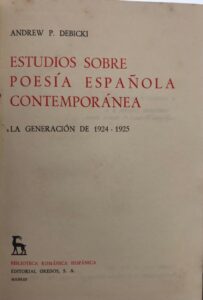 ANDREW P. DEBICKI
ESTUDIOS SOBRE
POESÍA ESPAÑOLA
CONTEMPORÁNEA
LA GENERACIÓN DE 1924-1925
BIBLIOTECA ROMÁNICA HISPÁNICA
EDITORIAL GREDOS, S. A.
MADRID